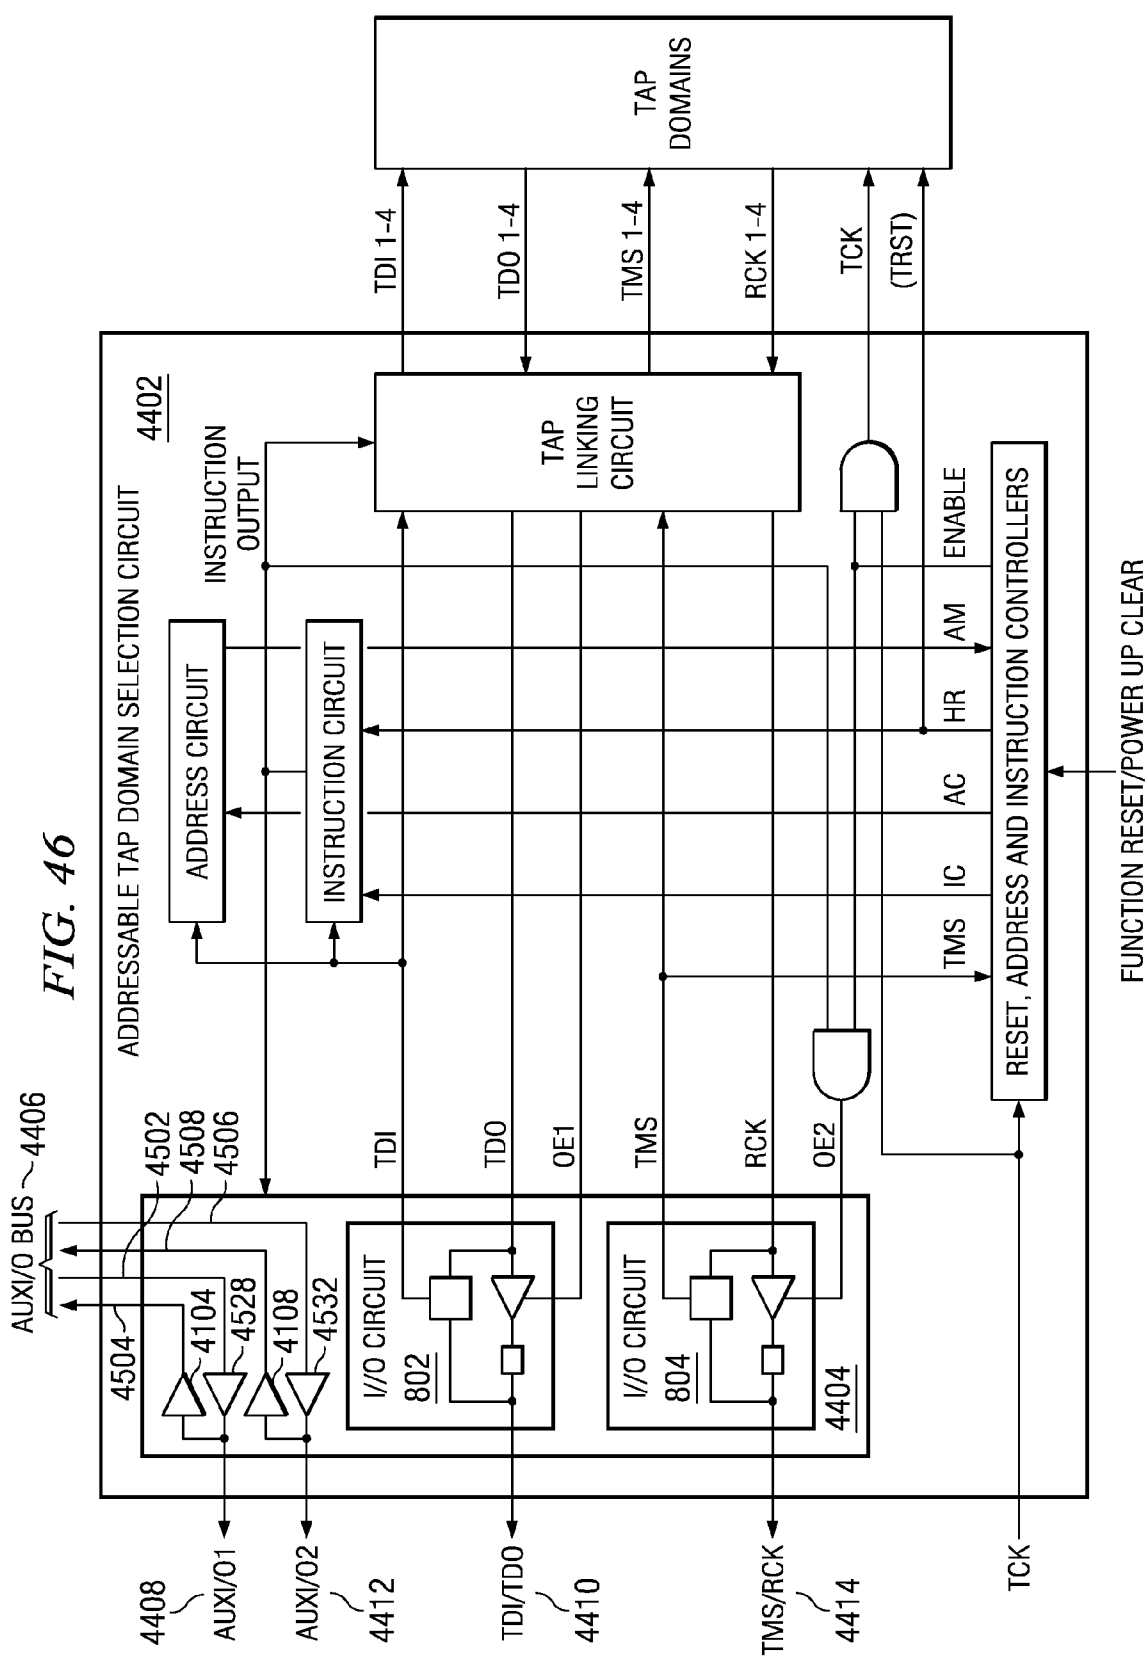 FIG. 46
ADDRESSABLE TAP DOMAIN SELECTION CIRCUIT
4402
AUXI/O BUS
4406
4504
4502
4508
4506
4104
4528
4108
4532
4408
AUXI/O1
AUXI/O2
4412
TDI/TDO
4410
TMS/RCK
4414
TCK
I//O CIRCUIT
802
I//O CIRCUIT
804
4404
TDI
TDO
OE1
TMS
RCK
OE2
ADDRESS CIRCUIT
INSTRUCTION CIRCUIT
INSTRUCTION
OUTPUT
TAP
LINKING
CIRCUIT
TMS
IC
AC
HR
AM
ENABLE
RESET, ADDRESS AND INSTRUCTION CONTROLLERS
FUNCTION RESET/POWER UP CLEAR
TDI 1-4
TDO 1-4
TMS 1-4
RCK 1-4
TCK
(TRST)
TAP
DOMAINS